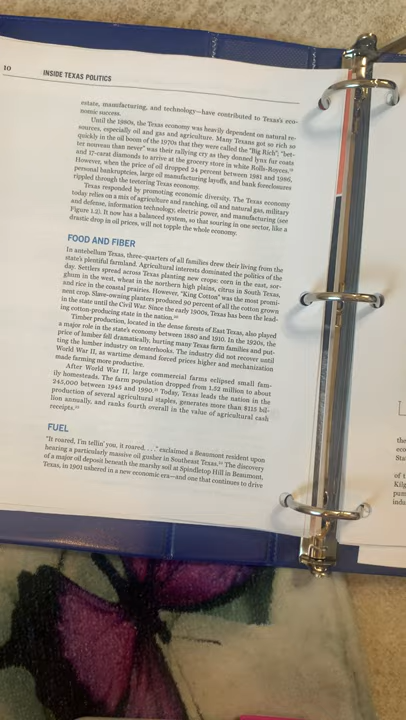 10
INSIDE TEXAS POLITICS
estate, manufacturing, and technology—have contributed to Texas's eco-
nomic success.
Until the 1980s, the Texas economy was heavily dependent on natural re-
sources, especially oil and gas and agriculture. Many Texans got so rich so
quickly in the oil boom of the 1970s that they were called the "Big Rich"; "bet-
ter nouveau than never" was their rallying cry as they donned lynx fur coats
and 17-carat diamonds to arrive at the grocery store in white Rolls-Royces.
However, when the price of oil dropped 24 percent between 1981 and 1986,
personal bankruptcies, large oil manufacturing layoffs, and bank foreclosures
rippled through the teetering Texas economy.
Texas responded by promoting economic diversity. The Texas economy
today relies on a mix of agriculture and ranching, oil and natural gas, military
and defense, information technology, electric power, and manufacturing (see
Figure 1.2). It now has a balanced system, so that souring in one sector, like a
drastic drop in oil prices, will not topple the whole economy.
FOOD AND FIBER
In antebellum Texas, three-quarters of all families drew their living from the
state's plentiful farmland. Agricultural interests dominated the politics of the
day. Settlers spread across Texas planting new crops: corn in the east, sor-
ghum in the west, wheat in the northern high plains, citrus in South Texas,
and rice in the coastal prairies. However, "King Cotton" was the most promi-
nent crop. Slave-owning planters produced 90 percent of all the cotton grown
in the state until the Civil War. Since the early 1900s, Texas has been the lead-
ing cotton-producing state in the nation.
Timber production, located in the dense forests of East Texas, also played
a major role in the state's economy between 1880 and 1910. In the 1920s, the
price of lumber fell dramatically, hurting many Texas farm families and put-
ting the lumber industry on tenterhooks. The industry did not recover until
World War II, as wartime demand forced prices higher and mechanization
made farming more productive.
After World War II, large commercial farms eclipsed small fam-
ily homesteads. The farm population dropped from 1.52 million to about
245,000 between 1945 and 1990. Today, Texas leads the nation in the
production of several agricultural staples, generates more than $115 bil-
lion annually, and ranks fourth overall in the value of agricultural cash
receipts.
FUEL
"It roared, I'm tellin' you, it roared. . . ." exclaimed a Beaumont resident upon
hearing a particularly massive oil gusher in Southeast Texas. The discovery
of a major oil deposit beneath the marshy soil at Spindletop Hill in Beaumont,
Texas, in 1901 ushered in a new economic era—and one that continues to drive
the
eco
Sta
of t
Kilg
pum
indu